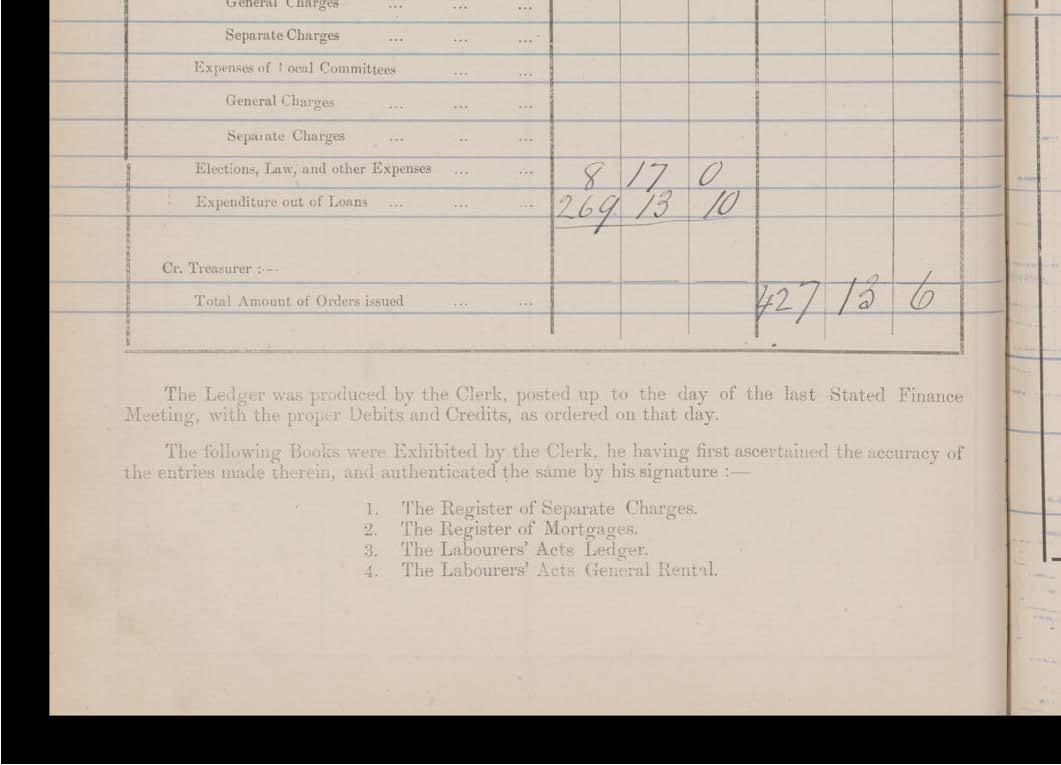 General Charges ... ... ...
Separate Charges ... ... ...
Expenses of Local Committees ... ...
General Charges ... ... ...
Separate Charges ... .. ...
Elections, Law, and other Expenses ... ... 8 17 0
Expenditure out of Loans ... ... ... 269 13 10
Cr. Treasurer :--
Total Amount of Orders issued ... ... 427 13 6
The Ledger was produced by the Clerk, posted up to the day of the last Stated Finance
Meeting, with the proper Debits and Credits, as ordered on that day.
The following Books were Exhibited by the Clerk, he having first ascertained the accuracy of
the entries made therein, and authenticated the same by his signature :—
1. The Register of Separate Charges.
2. The Register of Mortgages.
3. The Labourers' Acts Ledger.
4. The Labourers' Acts General Rental.